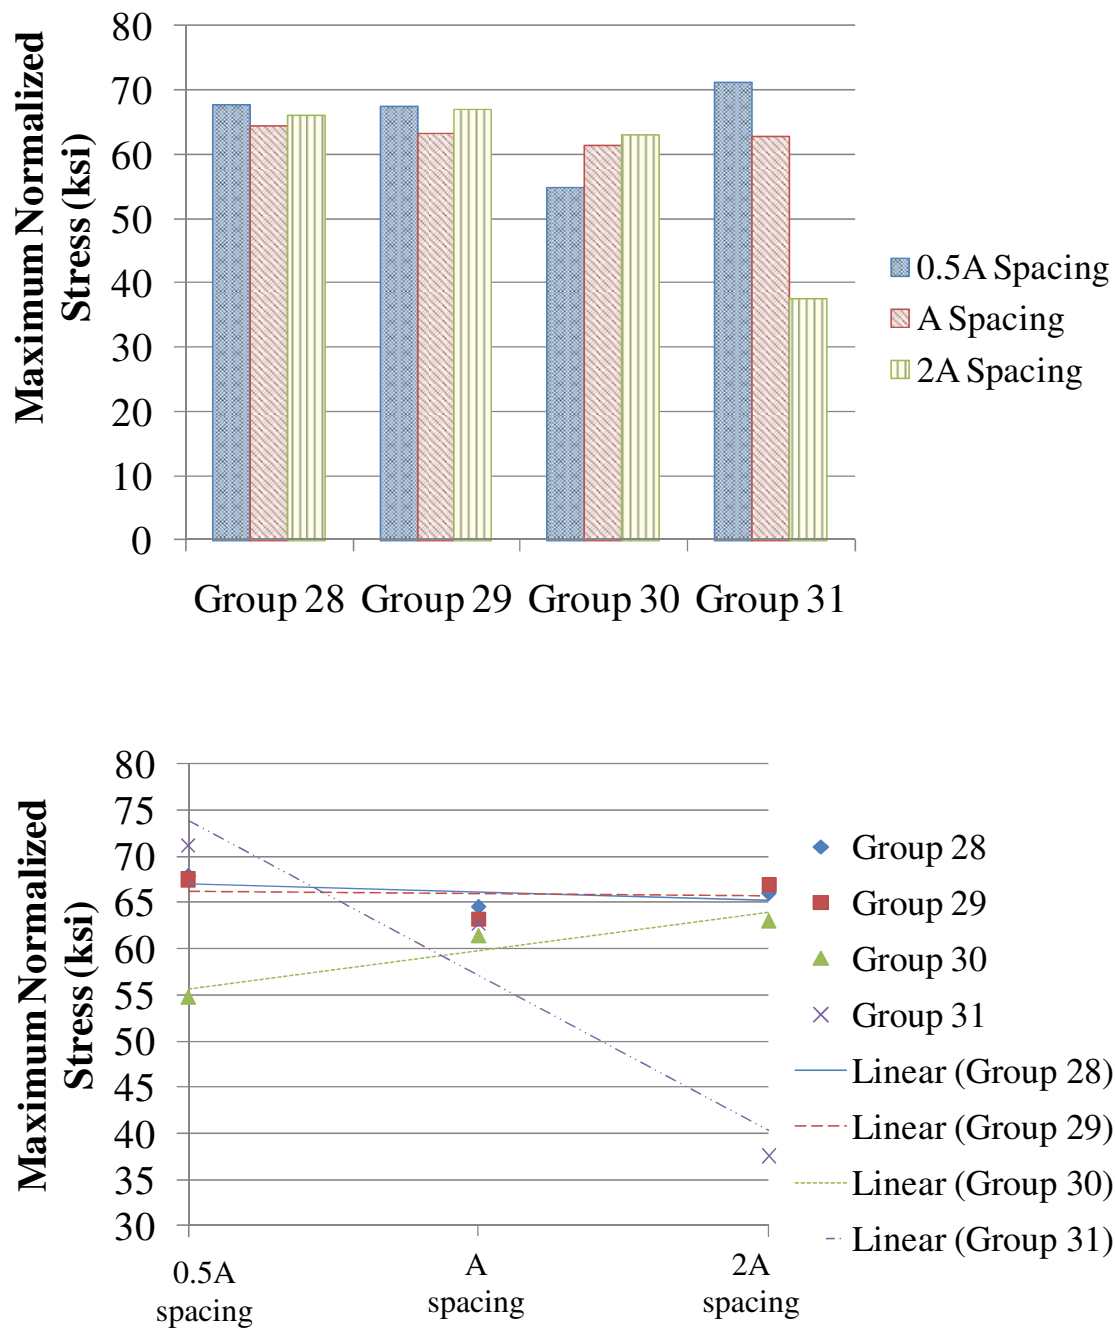 Maximum Normalized
Stress (ksi)
80
70
60
50
40
30
20
10
0
Group 28
Group 29
Group 30
Group 31
0.5A Spacing
A Spacing
2A Spacing
Maximum Normalized
Stress (ksi)
80
75
70
65
60
55
50
45
40
35
30
0.5A
spacing
A
spacing
2A
spacing
Group 28
Group 29
Group 30
Group 31
Linear (Group 28)
Linear (Group 29)
Linear (Group 30)
Linear (Group 31)